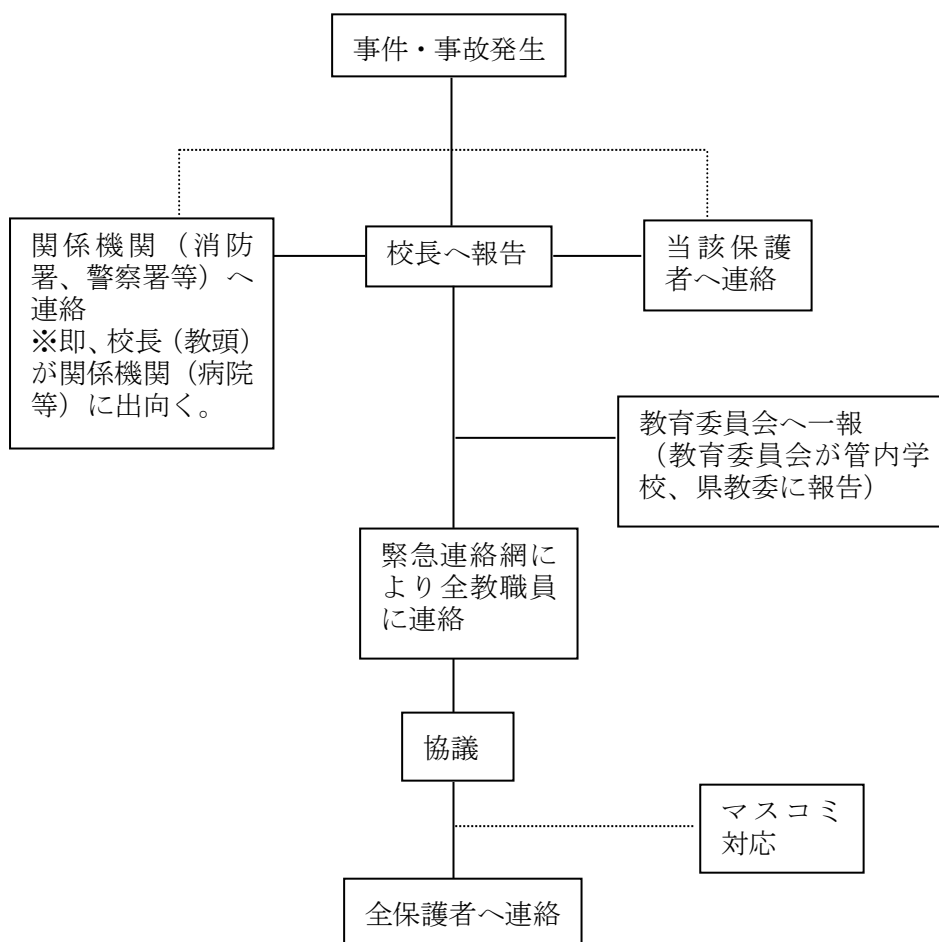 事件・事故発生
関係機関（消防
署、警察署等）へ
連絡
※即、校長（教頭）
が関係機関（病院
等）に出向く。
校長へ報告
当該保護
者へ連絡
教育委員会へ一報
（教育委員会が管内学
校、県教委に報告）
緊急連絡網に
より全教職員
に連絡
協議
マスコミ
対応
全保護者へ連絡